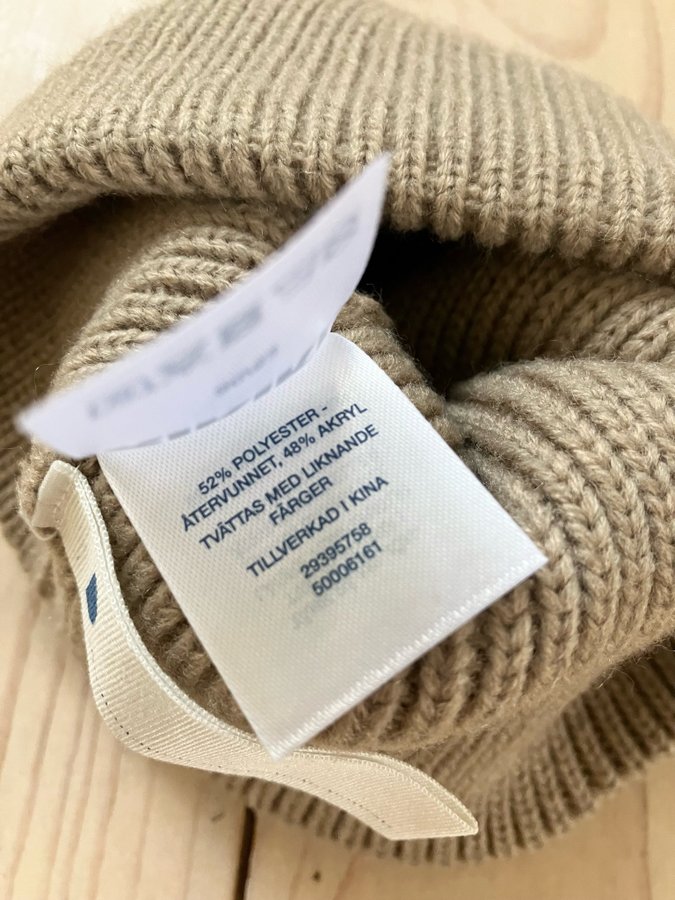 52% POLYESTER -
ÅTERVUNNET, 48% AKRYL
TVÄTTAS MED LIKNANDE
FÄRGER
TILLVERKAD I KINA
29395758
50006161